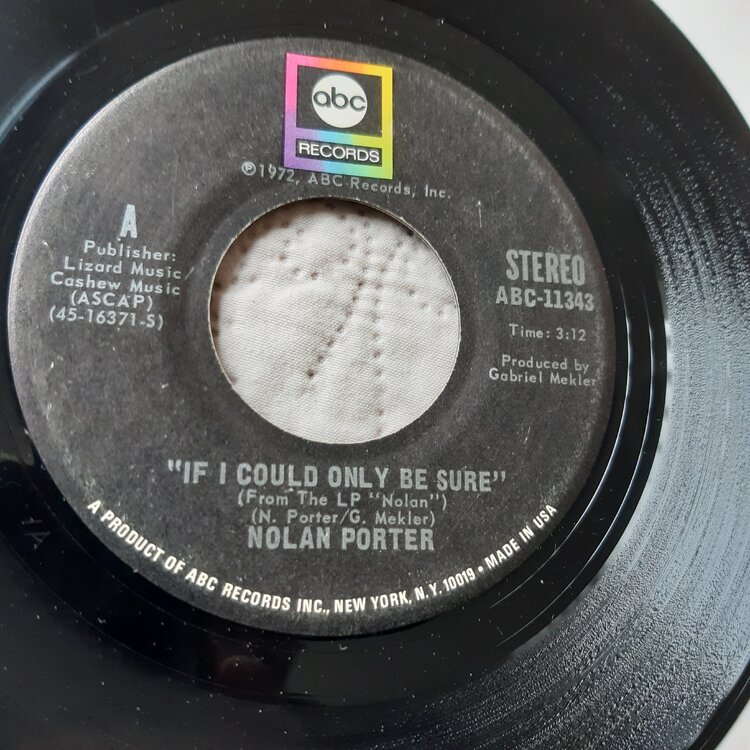 abc
RECORDS
℗1972, ABC Records, Inc.
A
Publisher:
Lizard Music/
Cashew Music
(ASCAP)
(45-16371-S)
STEREO
ABC-11343
Time: 3:12
Produced by
Gabriel Mekler
"IF I COULD ONLY BE SURE"
(From The LP "Nolan")
(N. Porter/G. Mekler)
NOLAN PORTER
A PRODUCT OF ABC RECORDS INC., NEW YORK, N.Y. 10019 • MADE IN USA